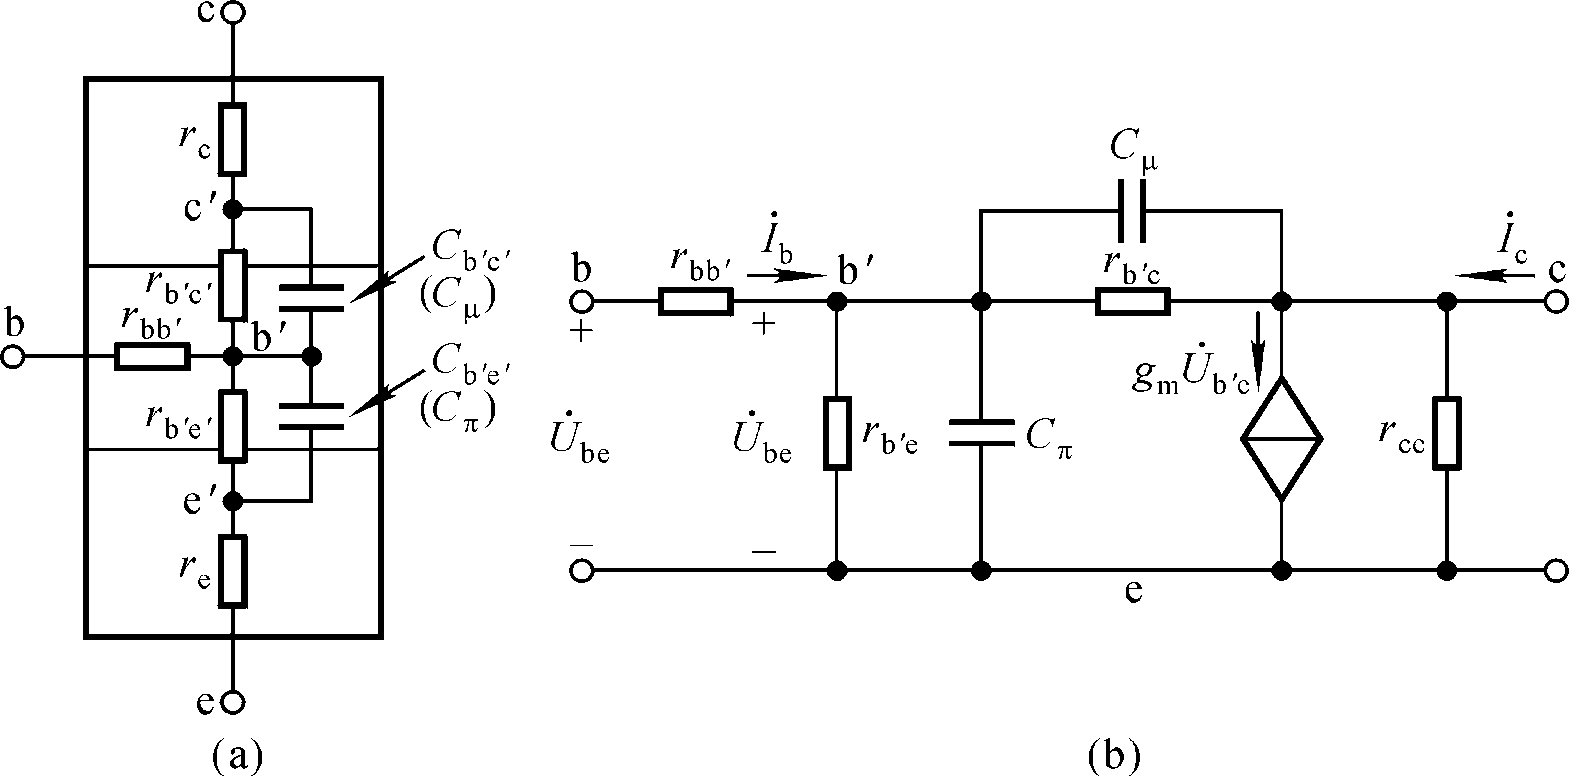 c
r_c
c′
C_b′c′
(C_μ)
r_b′c′
r_bb′
b
b′
C_b′e′
(C_π)
r_b′e′
e′
r_e
e
(a)
C_μ
İ_b
İ_c
b
r_bb′
b′
r_b′c
c
+
+
g_m U̇_b′c
U̇_be
U̇_be
r_b′e
C_π
r_cc
−
−
e
(b)